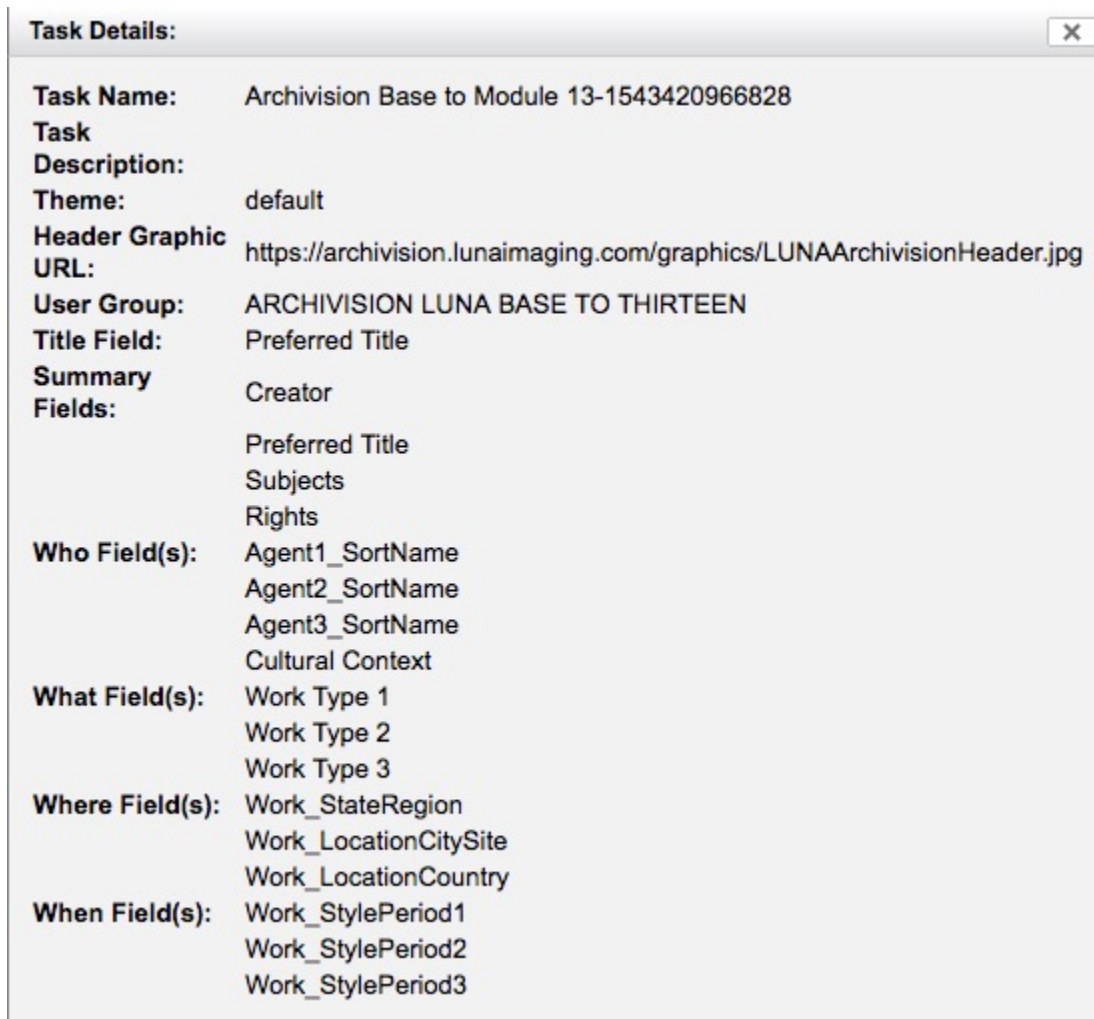 Task Details:
Task Name: Archivision Base to Module 13-1543420966828
Task
Description:
Theme: default
Header Graphic
URL: https://archivision.lunaimaging.com/graphics/LUNAArchivisionHeader.jpg
User Group: ARCHIVISION LUNA BASE TO THIRTEEN
Title Field: Preferred Title
Summary
Fields: Creator
Preferred Title
Subjects
Rights
Who Field(s): Agent1_SortName
Agent2_SortName
Agent3_SortName
Cultural Context
What Field(s): Work Type 1
Work Type 2
Work Type 3
Where Field(s): Work_StateRegion
Work_LocationCitySite
Work_LocationCountry
When Field(s): Work_StylePeriod1
Work_StylePeriod2
Work_StylePeriod3